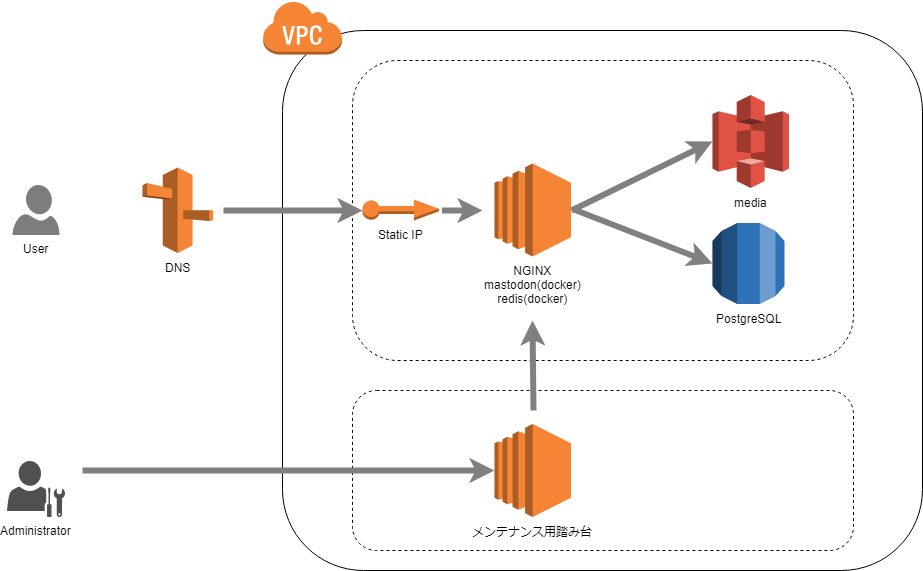 VPC
media
User
Static IP
DNS
NGINX
mastodon(docker)
redis(docker)
PostgreSQL
Administrator
メンテナンス用踏み台